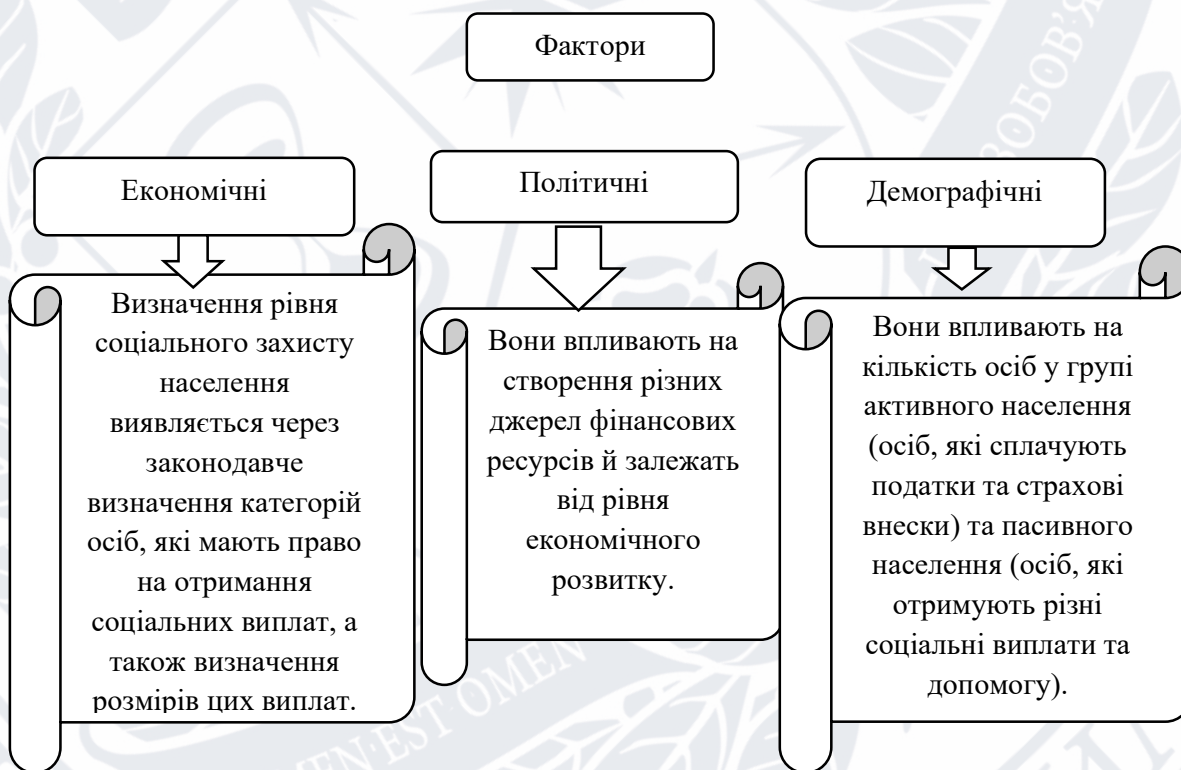 Фактори
Економічні
Визначення рівня
соціального захисту
населення
виявляється через
законодавче
визначення категорій
осіб, які мають право
на отримання
соціальних виплат, а
також визначення
розмірів цих виплат.
Політичні
Вони впливають на
створення різних
джерел фінансових
ресурсів й залежать
від рівня
економічного
розвитку.
Демографічні
Вони впливають на
кількість осіб у групі
активного населення
(осіб, які сплачують
податки та страхові
внески) та пасивного
населення (осіб, які
отримують різні
соціальні виплати та
допомогу).
EST OMEN